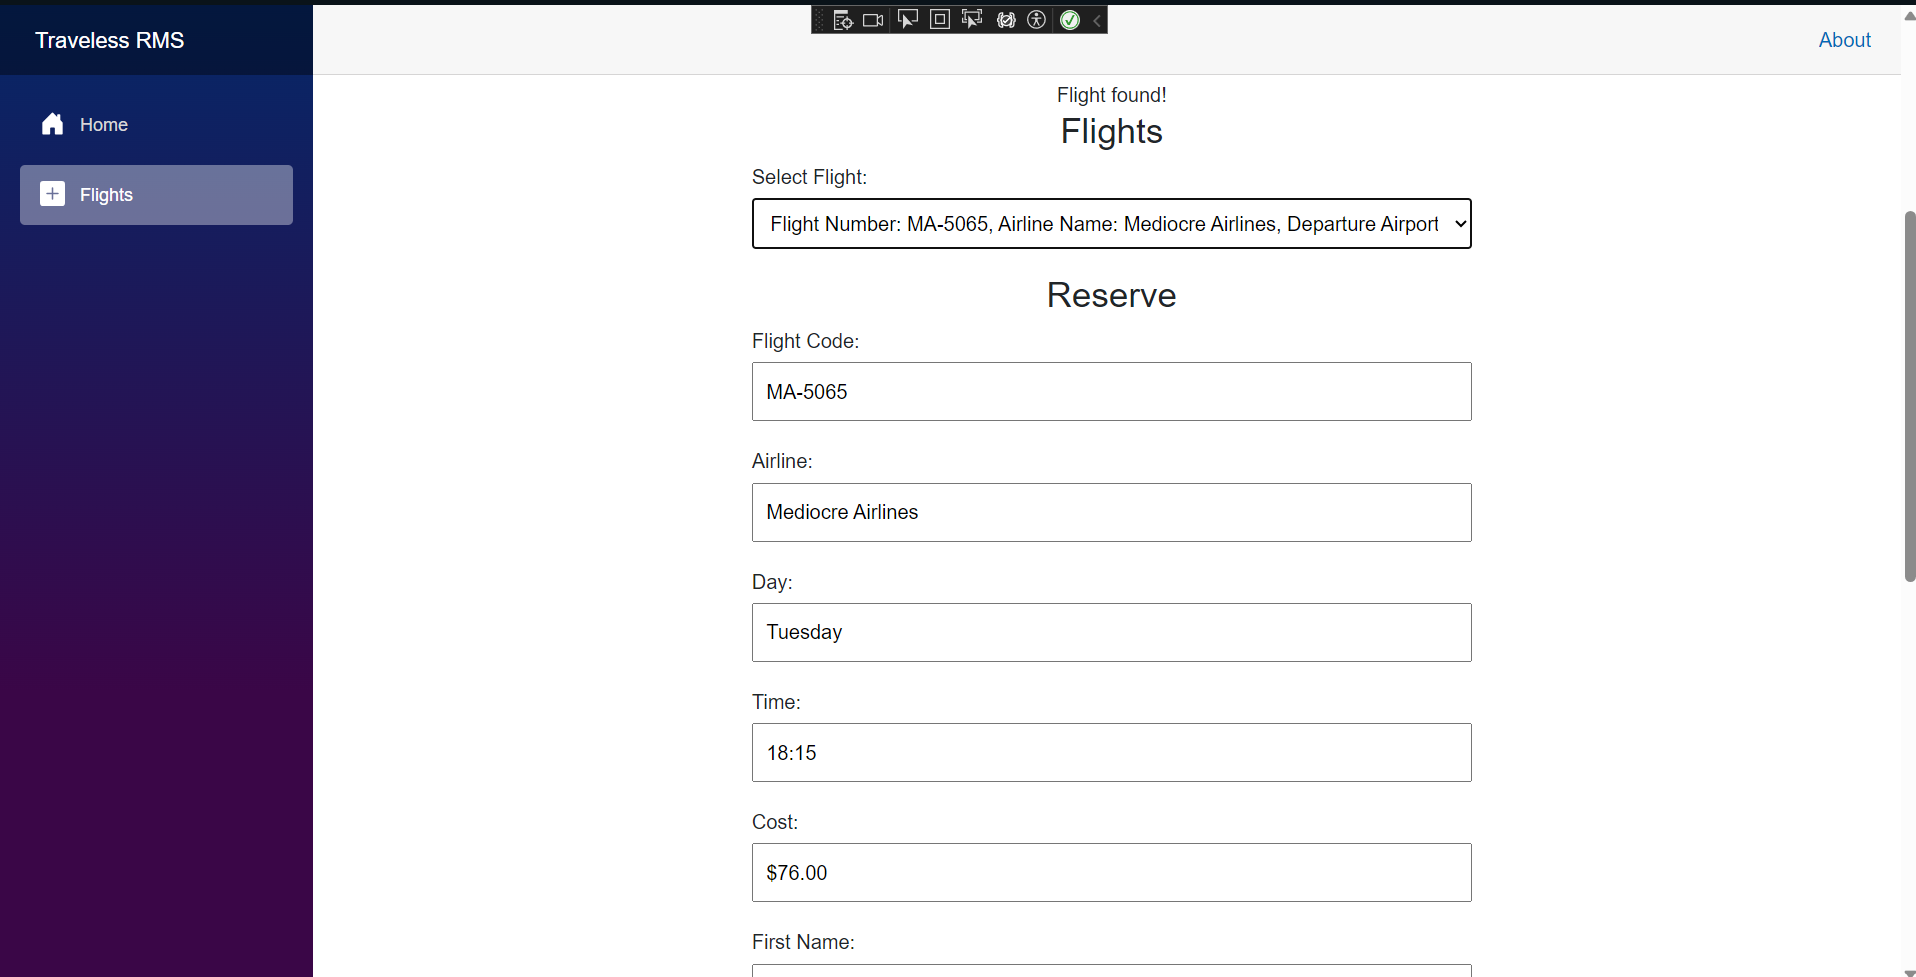 Traveless RMS
About
Home
Flights
Flight found!
Flights
Select Flight:
Flight Number: MA-5065, Airline Name: Mediocre Airlines, Departure Airport
Reserve
Flight Code:
MA-5065
Airline:
Mediocre Airlines
Day:
Tuesday
Time:
18:15
Cost:
$76.00
First Name: